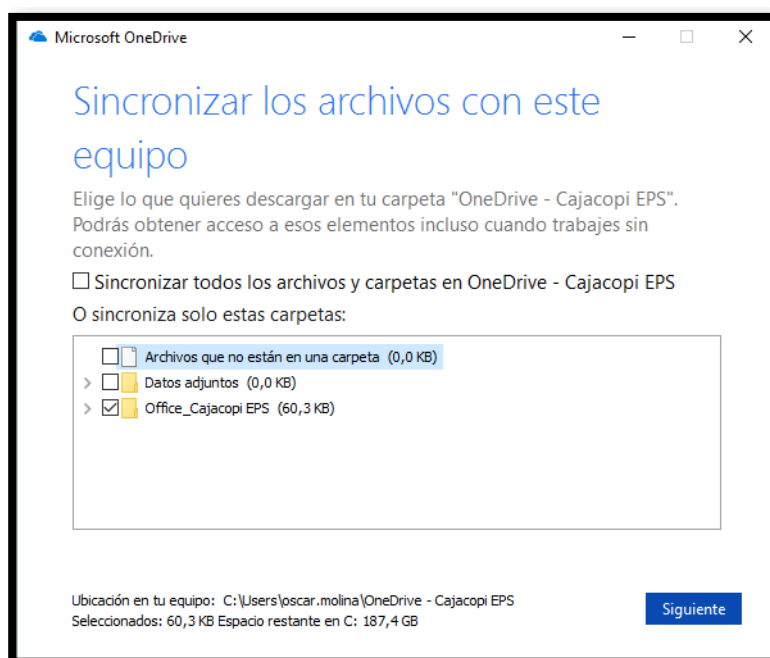 Microsoft OneDrive
Sincronizar los archivos con este
equipo
Elige lo que quieres descargar en tu carpeta "OneDrive - Cajacopi EPS".
Podrás obtener acceso a esos elementos incluso cuando trabajes sin
conexión.
Sincronizar todos los archivos y carpetas en OneDrive - Cajacopi EPS
O sincroniza solo estas carpetas:
Archivos que no están en una carpeta (0,0 KB)
Datos adjuntos (0,0 KB)
Office_Cajacopi EPS (60,3 KB)
Ubicación en tu equipo: C:\Users\oscar.molina\OneDrive - Cajacopi EPS
Seleccionados: 60,3 KB Espacio restante en C: 187,4 GB
Siguiente